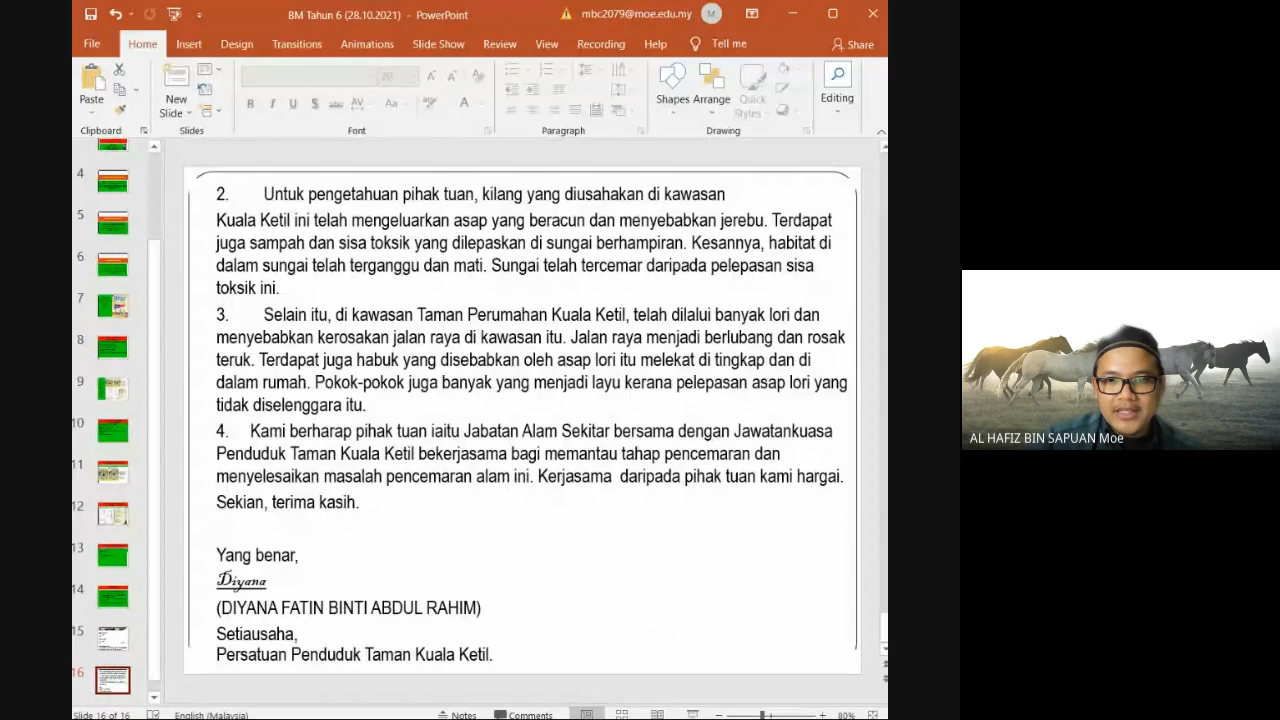 BM Tahun 6 (28.10.2021) - PowerPoint
mbc2079@moe.edu.my
M
File Home Insert Design Transitions Animations Slide Show Review View Recording Help Tell me Share
Paste
New Slide
Shapes Arrange Quick Styles
Editing
Clipboard Slides Font Paragraph Drawing
4
5
6
7
8
9
10
11
12
13
14
15
16
2. Untuk pengetahuan pihak tuan, kilang yang diusahakan di kawasan
Kuala Ketil ini telah mengeluarkan asap yang beracun dan menyebabkan jerebu. Terdapat
juga sampah dan sisa toksik yang dilepaskan di sungai berhampiran. Kesannya, habitat di
dalam sungai telah terganggu dan mati. Sungai telah tercemar daripada pelepasan sisa
toksik ini.
3. Selain itu, di kawasan Taman Perumahan Kuala Ketil, telah dilalui banyak lori dan
menyebabkan kerosakan jalan raya di kawasan itu. Jalan raya menjadi berlubang dan rosak
teruk. Terdapat juga habuk yang disebabkan oleh asap lori itu melekat di tingkap dan di
dalam rumah. Pokok-pokok juga banyak yang menjadi layu kerana pelepasan asap lori yang
tidak diselenggara itu.
4. Kami berharap pihak tuan iaitu Jabatan Alam Sekitar bersama dengan Jawatankuasa
Penduduk Taman Kuala Ketil bekerjasama bagi memantau tahap pencemaran dan
menyelesaikan masalah pencemaran alam ini. Kerjasama daripada pihak tuan kami hargai.
Sekian, terima kasih.
Yang benar,
Diyana
(DIYANA FATIN BINTI ABDUL RAHIM)
Setiausaha,
Persatuan Penduduk Taman Kuala Ketil.
AL HAFIZ BIN SAPUAN Moe
Slide 16 of 16 English (Malaysia) Notes Comments 80%